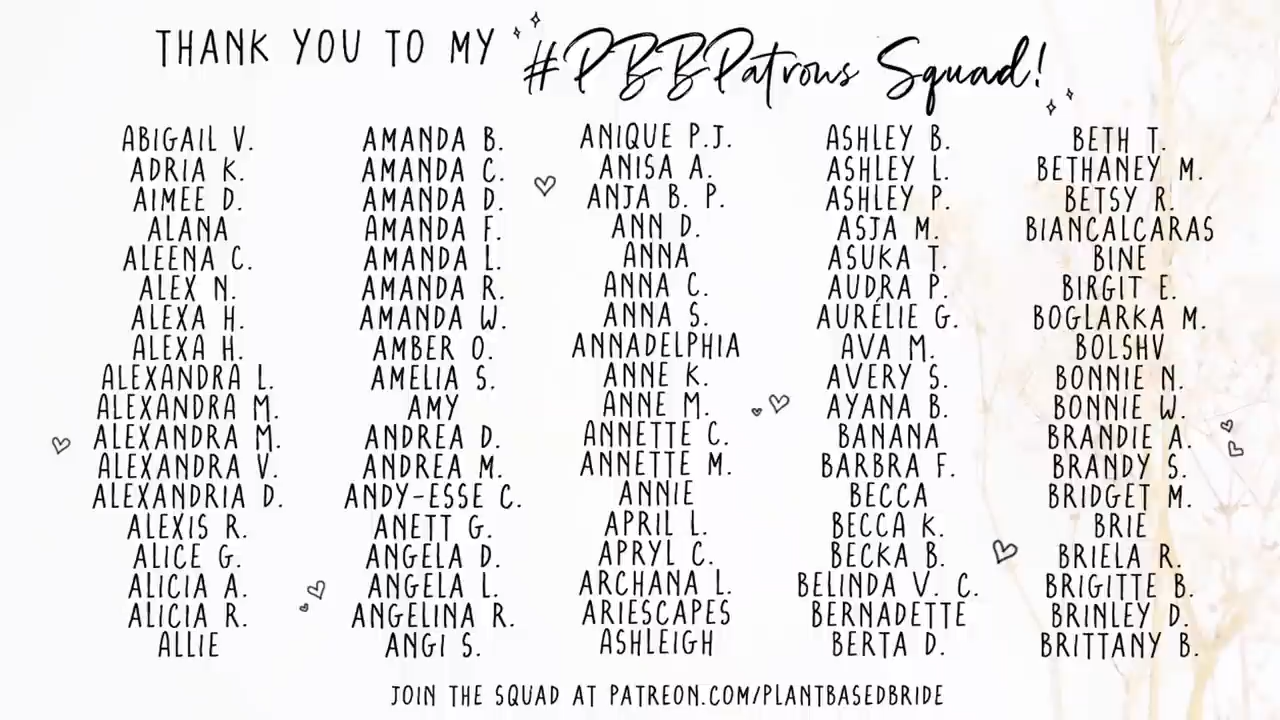 THANK YOU TO MY #PBBPatrons Squad!
ABIGAIL V.
ADRIA K.
AIMEE D.
ALANA
ALEENA C.
ALEX N.
ALEXA H.
ALEXA H.
ALEXANDRA L.
ALEXANDRA M.
ALEXANDRA M.
ALEXANDRA V.
ALEXANDRIA D.
ALEXIS R.
ALICE G.
ALICIA A.
ALICIA R.
ALLIE
AMANDA B.
AMANDA C.
AMANDA D.
AMANDA F.
AMANDA L.
AMANDA R.
AMANDA W.
AMBER O.
AMELIA S.
AMY
ANDREA D.
ANDREA M.
ANDY-ESSE C.
ANETT G.
ANGELA D.
ANGELA L.
ANGELINA R.
ANGI S.
ANIQUE P.J.
ANISA A.
ANJA B. P.
ANN D.
ANNA
ANNA C.
ANNA S.
ANNADELPHIA
ANNE K.
ANNE M.
ANNETTE C.
ANNETTE M.
ANNIE
APRIL L.
APRYL C.
ARCHANA L.
ARIESCAPES
ASHLEIGH
ASHLEY B.
ASHLEY L.
ASHLEY P.
ASJA M.
ASUKA T.
AUDRA P.
AURÉLIE G.
AVA M.
AVERY S.
AYANA B.
BANANA
BARBRA F.
BECCA
BECCA K.
BECKA B.
BELINDA V. C.
BERNADETTE
BERTA D.
BETH T.
BETHANEY M.
BETSY R.
BIANCALCARAS
BINE
BIRGIT E.
BOGLARKA M.
BOLSHV
BONNIE N.
BONNIE W.
BRANDIE A.
BRANDY S.
BRIDGET M.
BRIE
BRIELA R.
BRIGITTE B.
BRINLEY D.
BRITTANY B.
JOIN THE SQUAD AT PATREON.COM/PLANTBASEDBRIDE